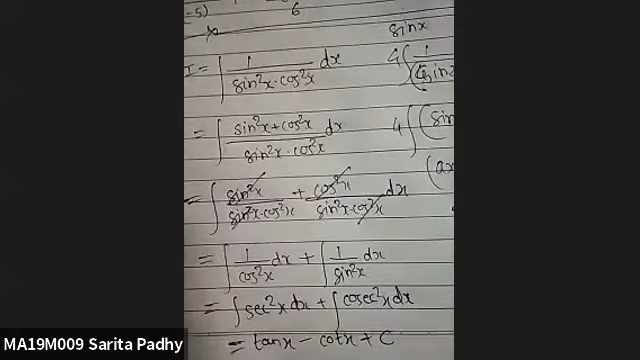 -5)
6
sinx
I = ∫ 1/(sin²x·cos²x) dx
= ∫ (sin²x+cos²x)/(sin²x·cos²x) dx
= ∫ sin²x/(sin²x·cos²x) + cos²x/(sin²x·cos²x) dx
= ∫ 1/cos²x dx + ∫ 1/sin²x dx
= ∫ sec²x dx + ∫ cosec²x dx
= tanx - cotx + C
MA19M009 Sarita Padhy